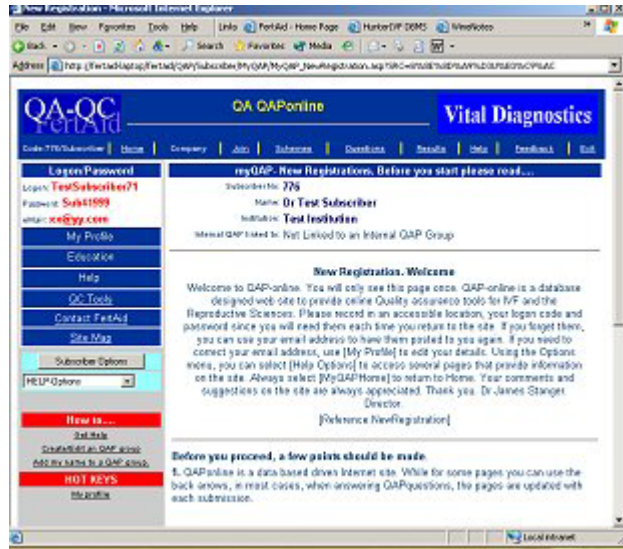 New Registration - Microsoft Internet Explorer
File Edit View Favorites Tools Help Links FertAid - Home Page HunterIVF DBMS WineNotes
Back Search Favorites Media
Address
QA-QC
FertAid
QA QAPonline
Vital Diagnostics
Code:776/Subscriber | Home | Company | Join | Schemes | Questions | Results | Help | Feedback | Exit
Logon/Password
Logon: TestSubscriber71
Password: Sub41999
eMail: xx@yy.com
My Profile
Education
Help
QC Tools
Contact FertAid
Site Map
Subscriber Options
HELP-Options
How to....
Get Help
Create/Edit an QAP group
Add my name to a QAP group.
HOT KEYS
My profile
myQAP- New Registrations. Before you start please read....
Subscriber No: 776
Name: Dr Test Subscriber
Institution: Test Institution
Internal QAP linked to: Not Linked to an Internal QAP Group
New Registration. Welcome
Welcome to QAP-online. You will only see this page once. QAP-online is a database
designed web site to provide online Quality assurance tools for IVF and the
Reproductive Sciences. Please record in an accessible location, your logon code and
password since you will need them each time you return to the site. If you forget them,
you can use your email address to have them posted to you again. If you need to
correct your email address, use [My Profile] to edit your details. Using the Options
menu, you can select [Help Options] to access several pages that provide information
on the site. Always select [MyQAPHome] to return to Home. Your comments and
suggestions on the site are always appreciated. Thank you. Dr James Stanger.
Director.
[Reference NewRegistration]
Before you proceed, a few points should be made.
1. QAPonline is a data based driven Internet site. While for some pages you can use the
back arrows, in most cases, when answering QAPquestions, the pages are updated with
each submission.
Local intranet